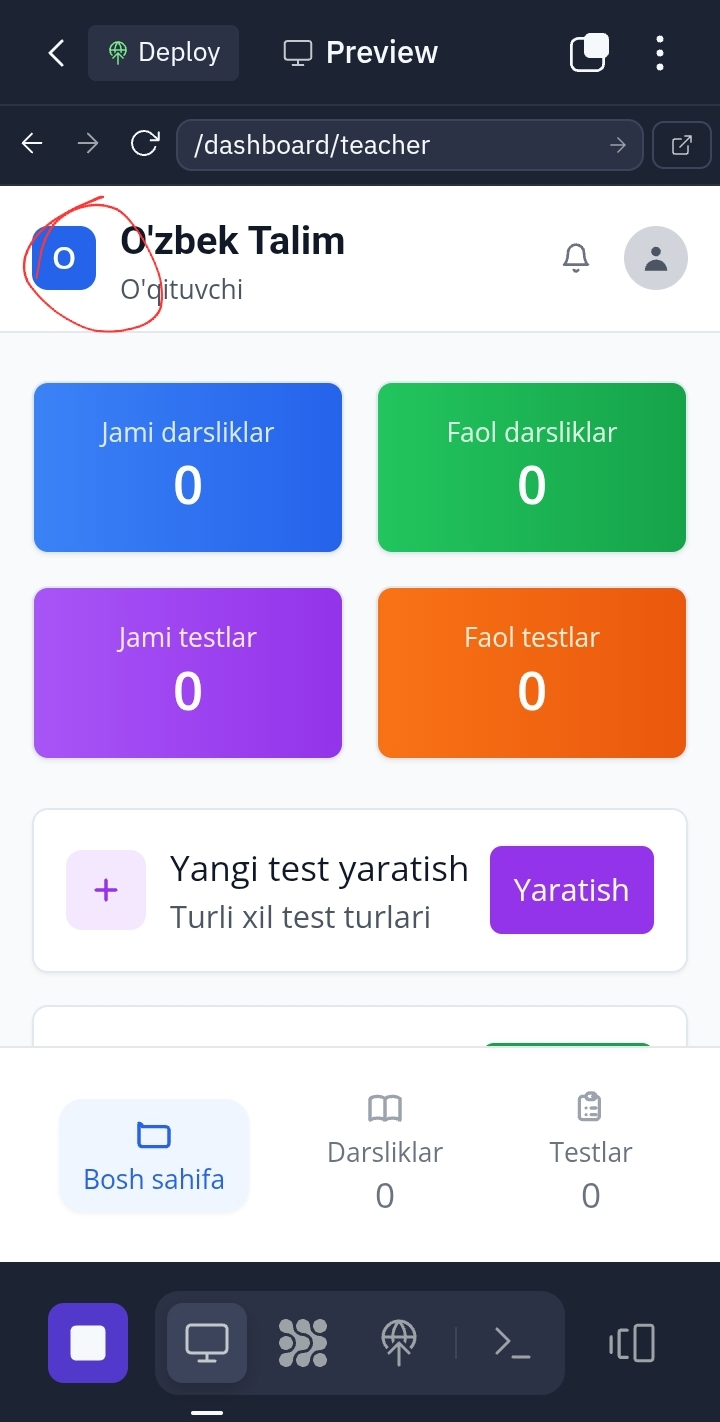 Deploy
Preview
/dashboard/teacher
O
O'zbek Talim
O'qituvchi
Jami darsliklar
0
Faol darsliklar
0
Jami testlar
0
Faol testlar
0
Yangi test yaratish
Turli xil test turlari
Yaratish
Bosh sahifa
Darsliklar
0
Testlar
0